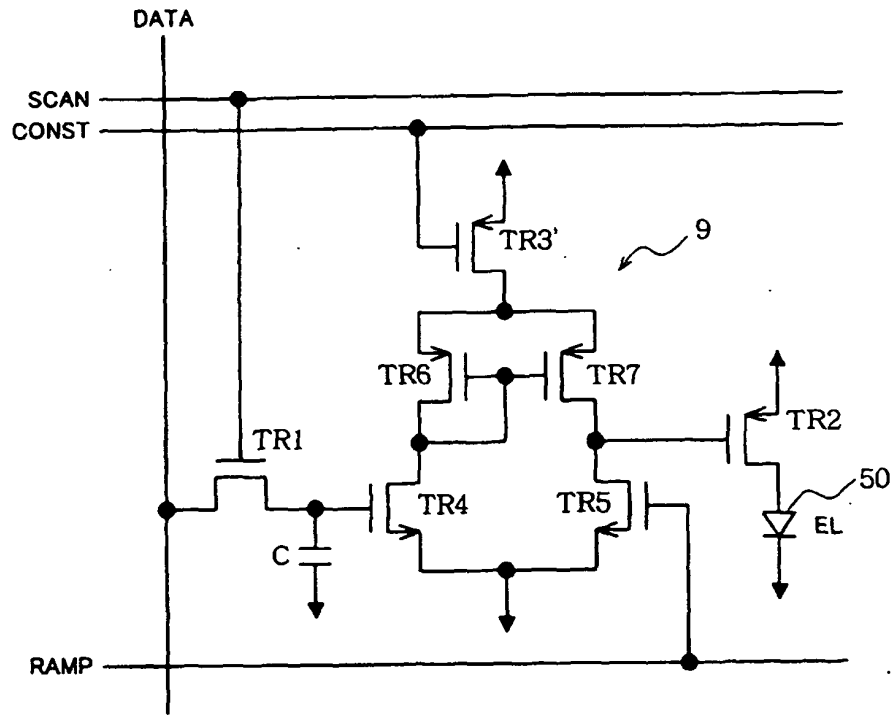 DATA
SCAN
CONST
TR3'
9
TR6
TR7
TR2
TR1
50
TR4
TR5
EL
C
RAMP